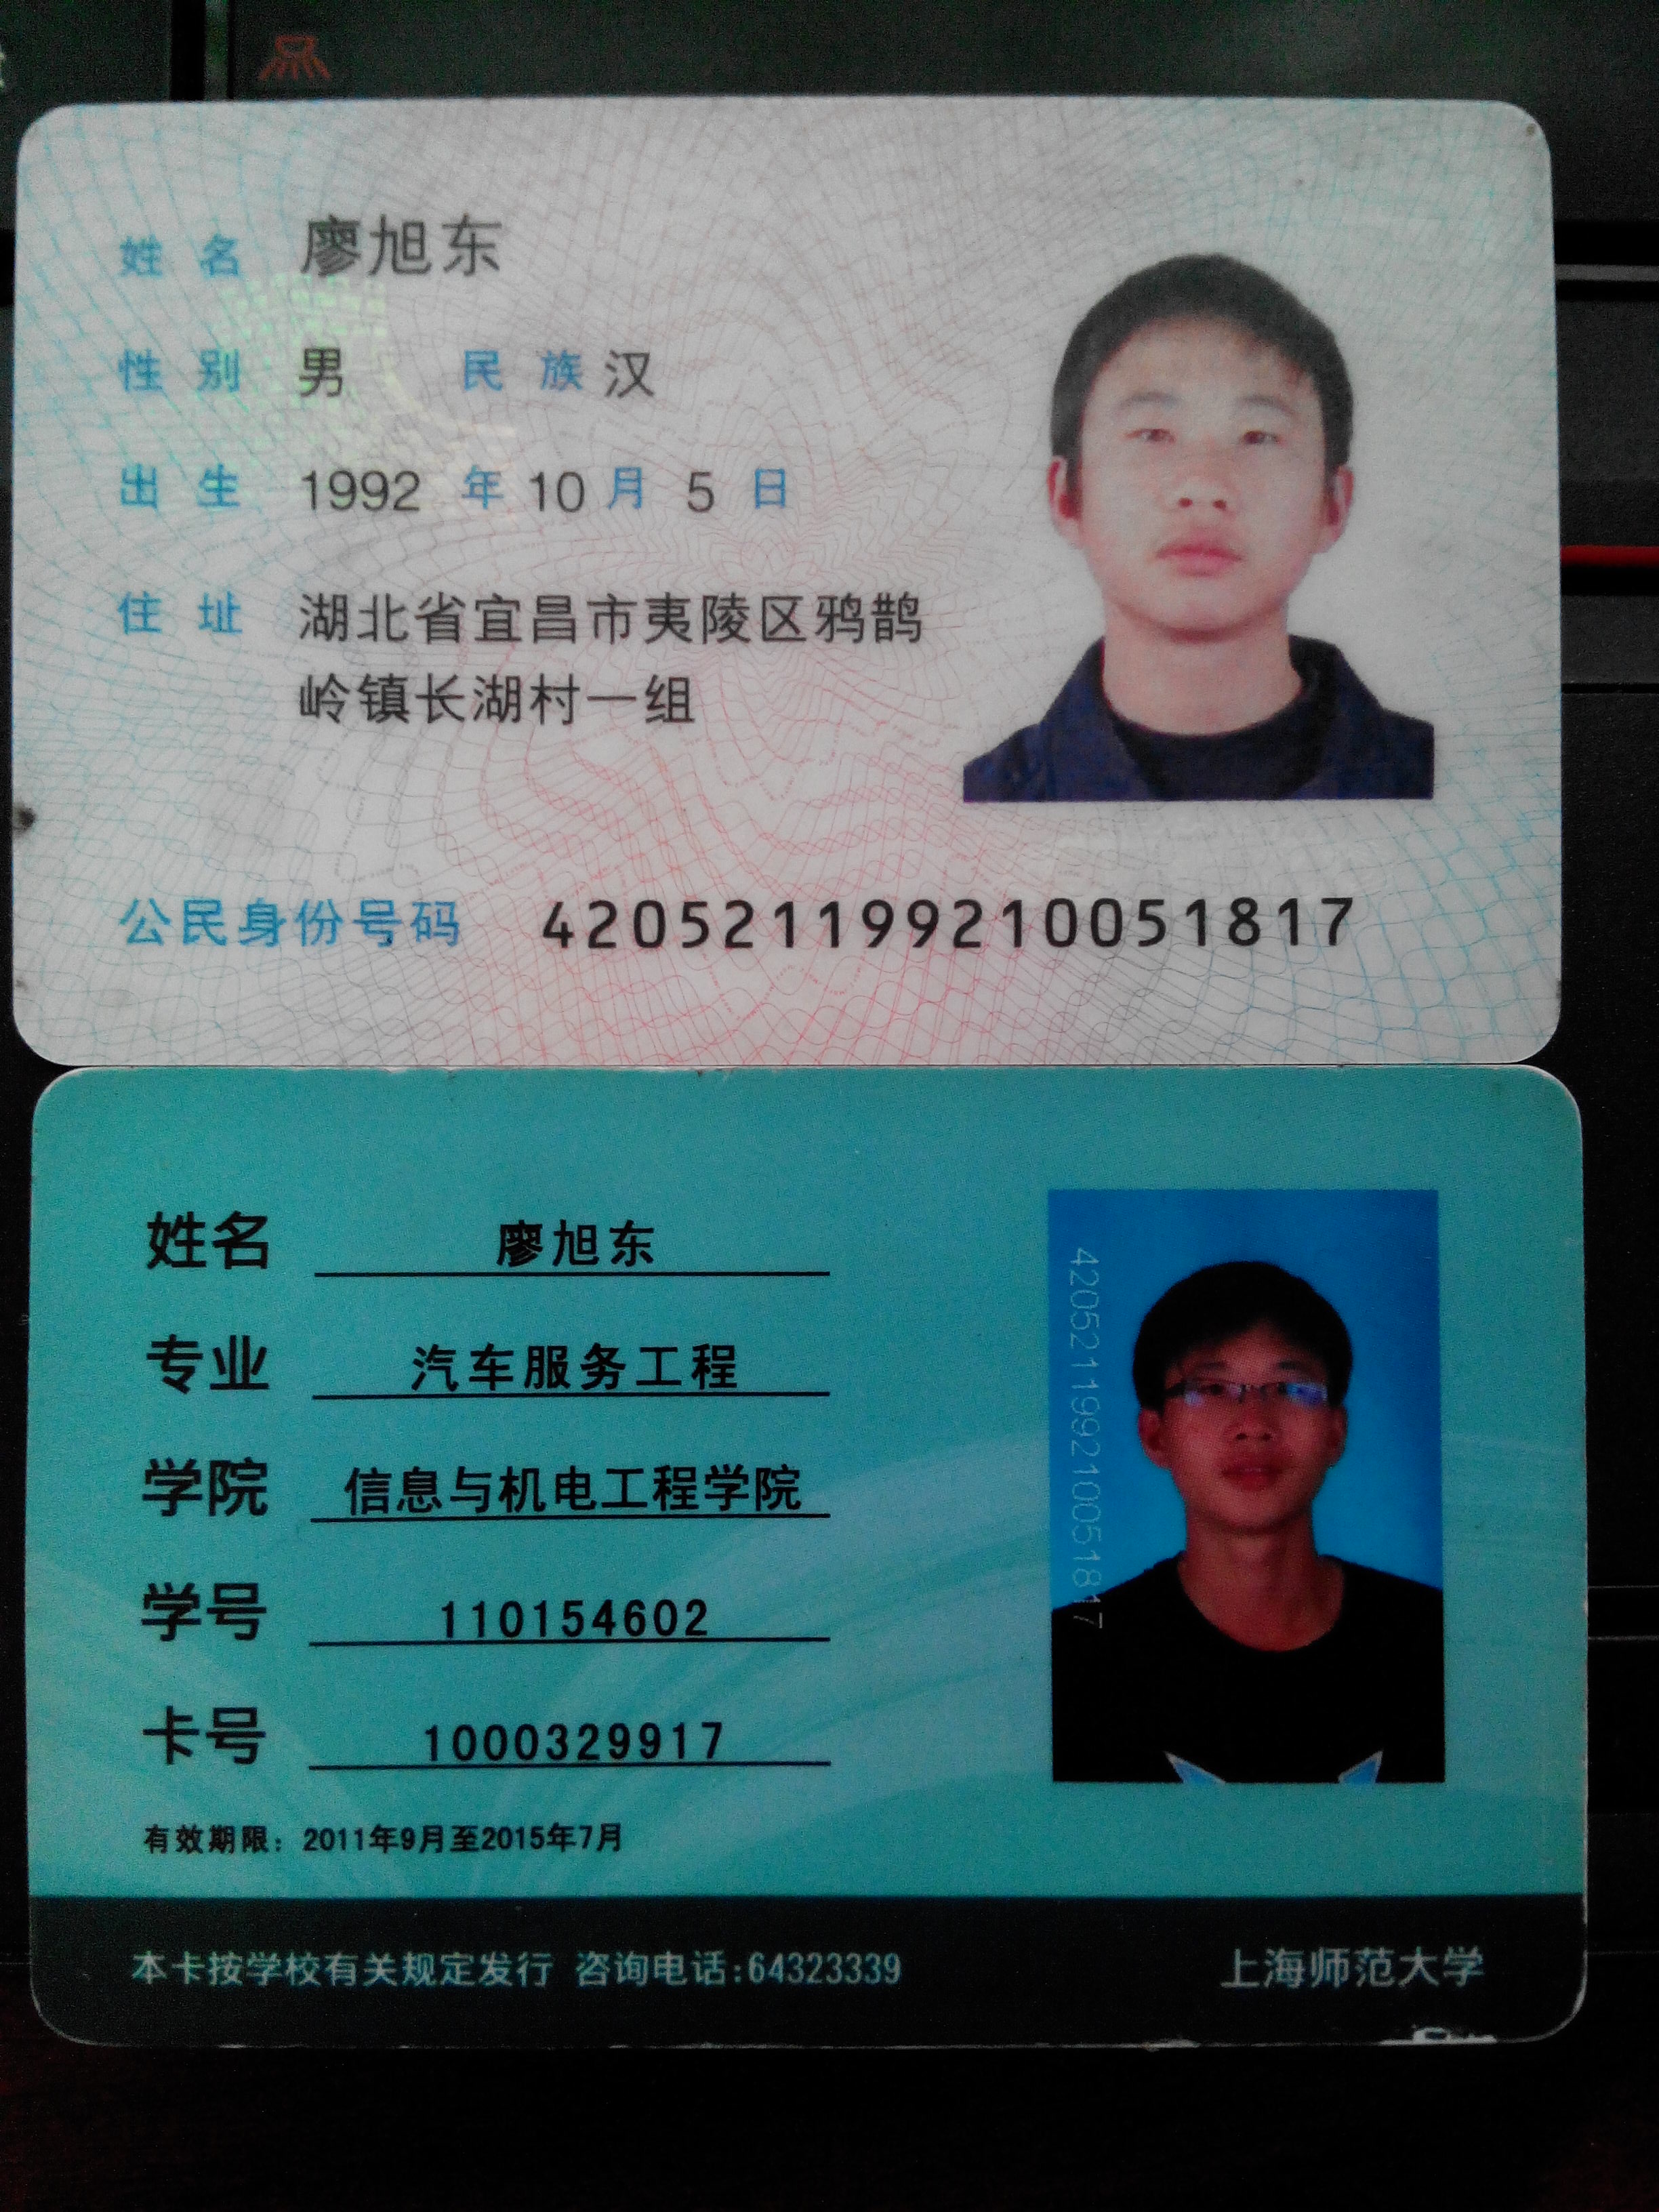 姓名 廖旭东
性别 男 民族 汉
出生 1992 年 10 月 5 日
住址 湖北省宜昌市夷陵区鸦鹊
岭镇长湖村一组
公民身份号码 420521199210051817
姓名 廖旭东
专业 汽车服务工程
学院 信息与机电工程学院
学号 110154602
卡号 1000329917
有效期限：2011年9月至2015年7月
420521199210051817
本卡按学校有关规定发行 咨询电话:64323339
上海师范大学